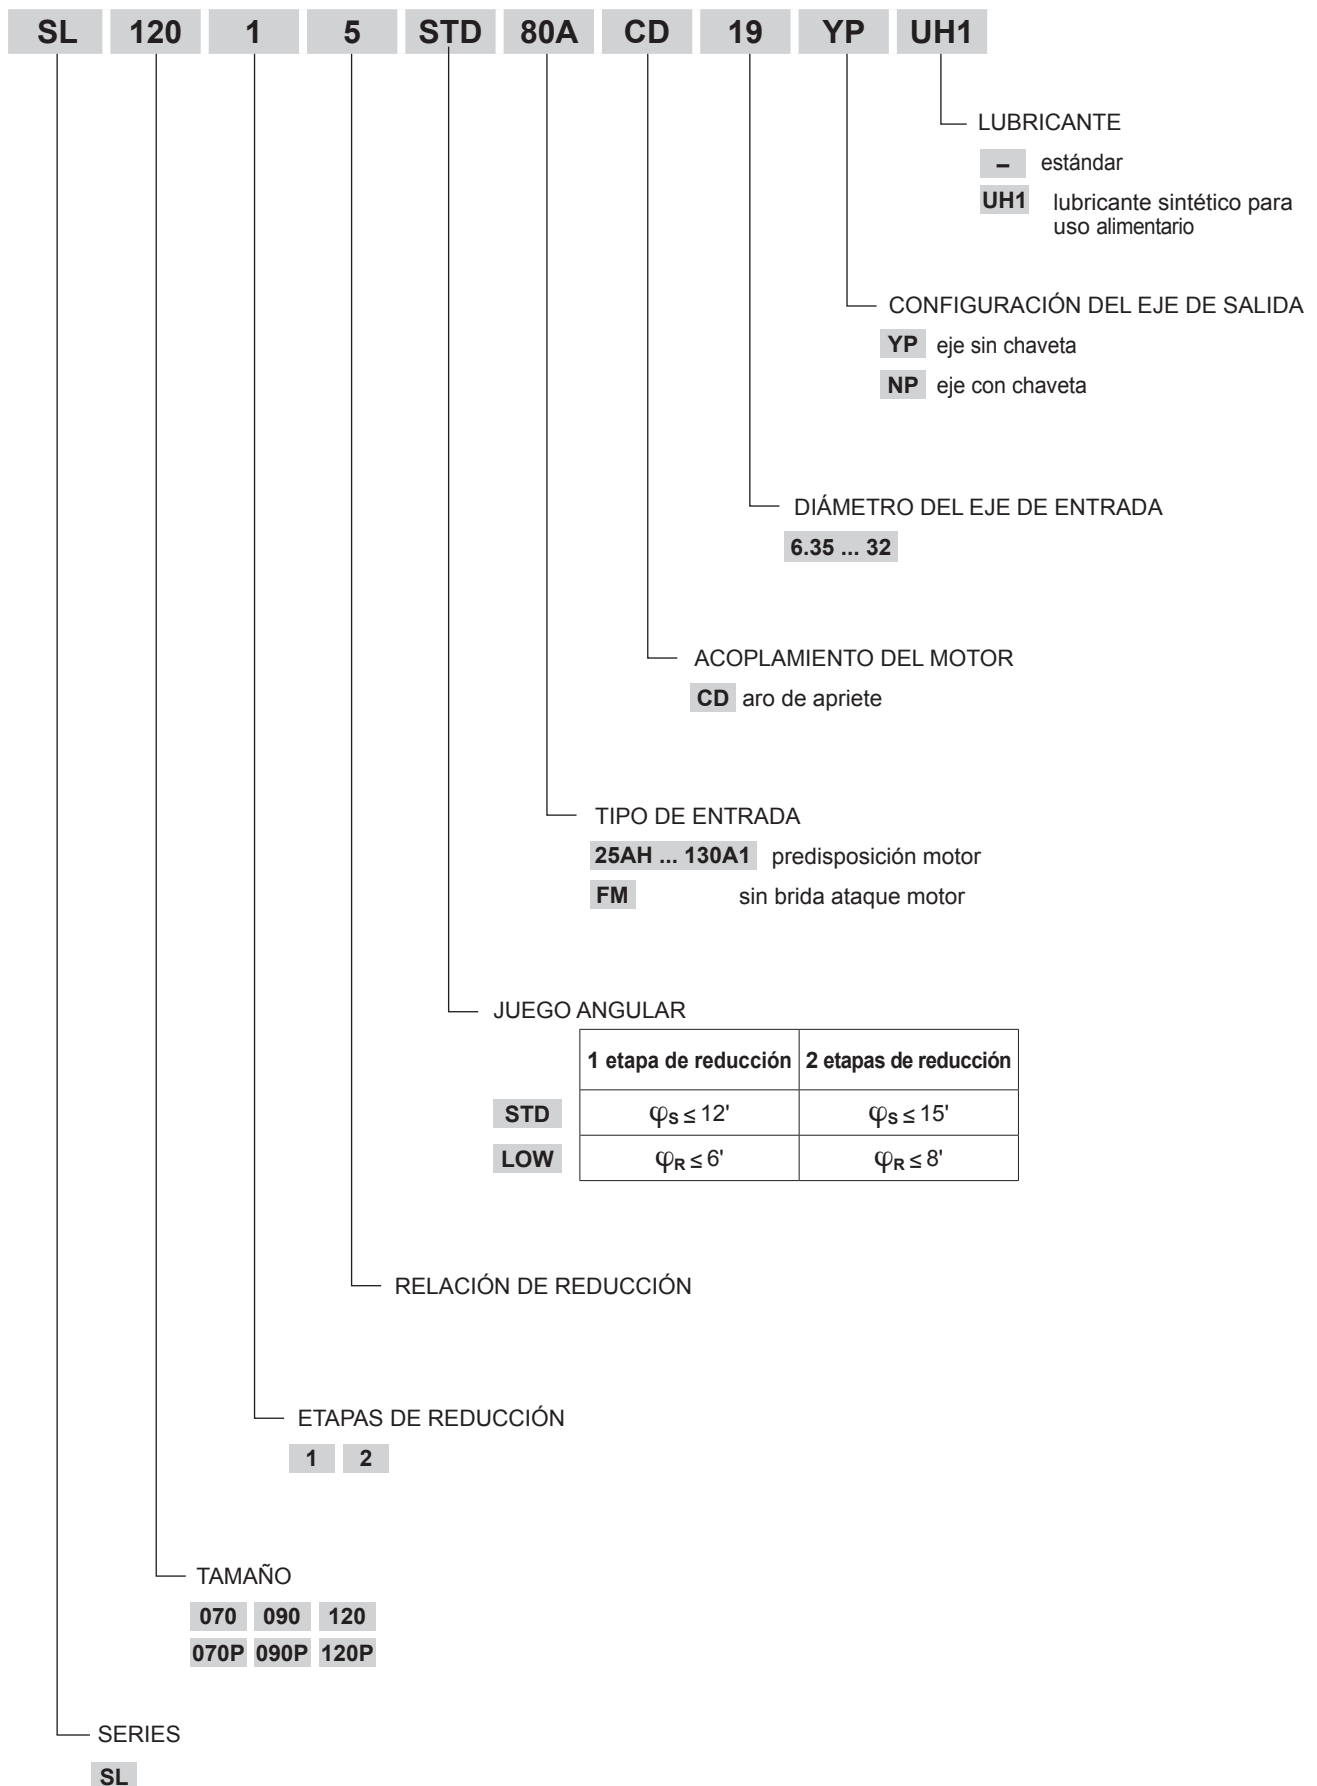 SL 120 1 5 STD 80A CD 19 YP UH1
LUBRICANTE
– estándar
UH1 lubricante sintético para
uso alimentario
CONFIGURACIÓN DEL EJE DE SALIDA
YP eje sin chaveta
NP eje con chaveta
DIÁMETRO DEL EJE DE ENTRADA
6.35 ... 32
ACOPLAMIENTO DEL MOTOR
CD aro de apriete
TIPO DE ENTRADA
25AH ... 130A1 predisposición motor
FM sin brida ataque motor
JUEGO ANGULAR
1 etapa de reducción 2 etapas de reducción
STD φS ≤ 12' φS ≤ 15'
LOW φR ≤ 6' φR ≤ 8'
RELACIÓN DE REDUCCIÓN
ETAPAS DE REDUCCIÓN
1 2
TAMAÑO
070 090 120
070P 090P 120P
SERIES
SL